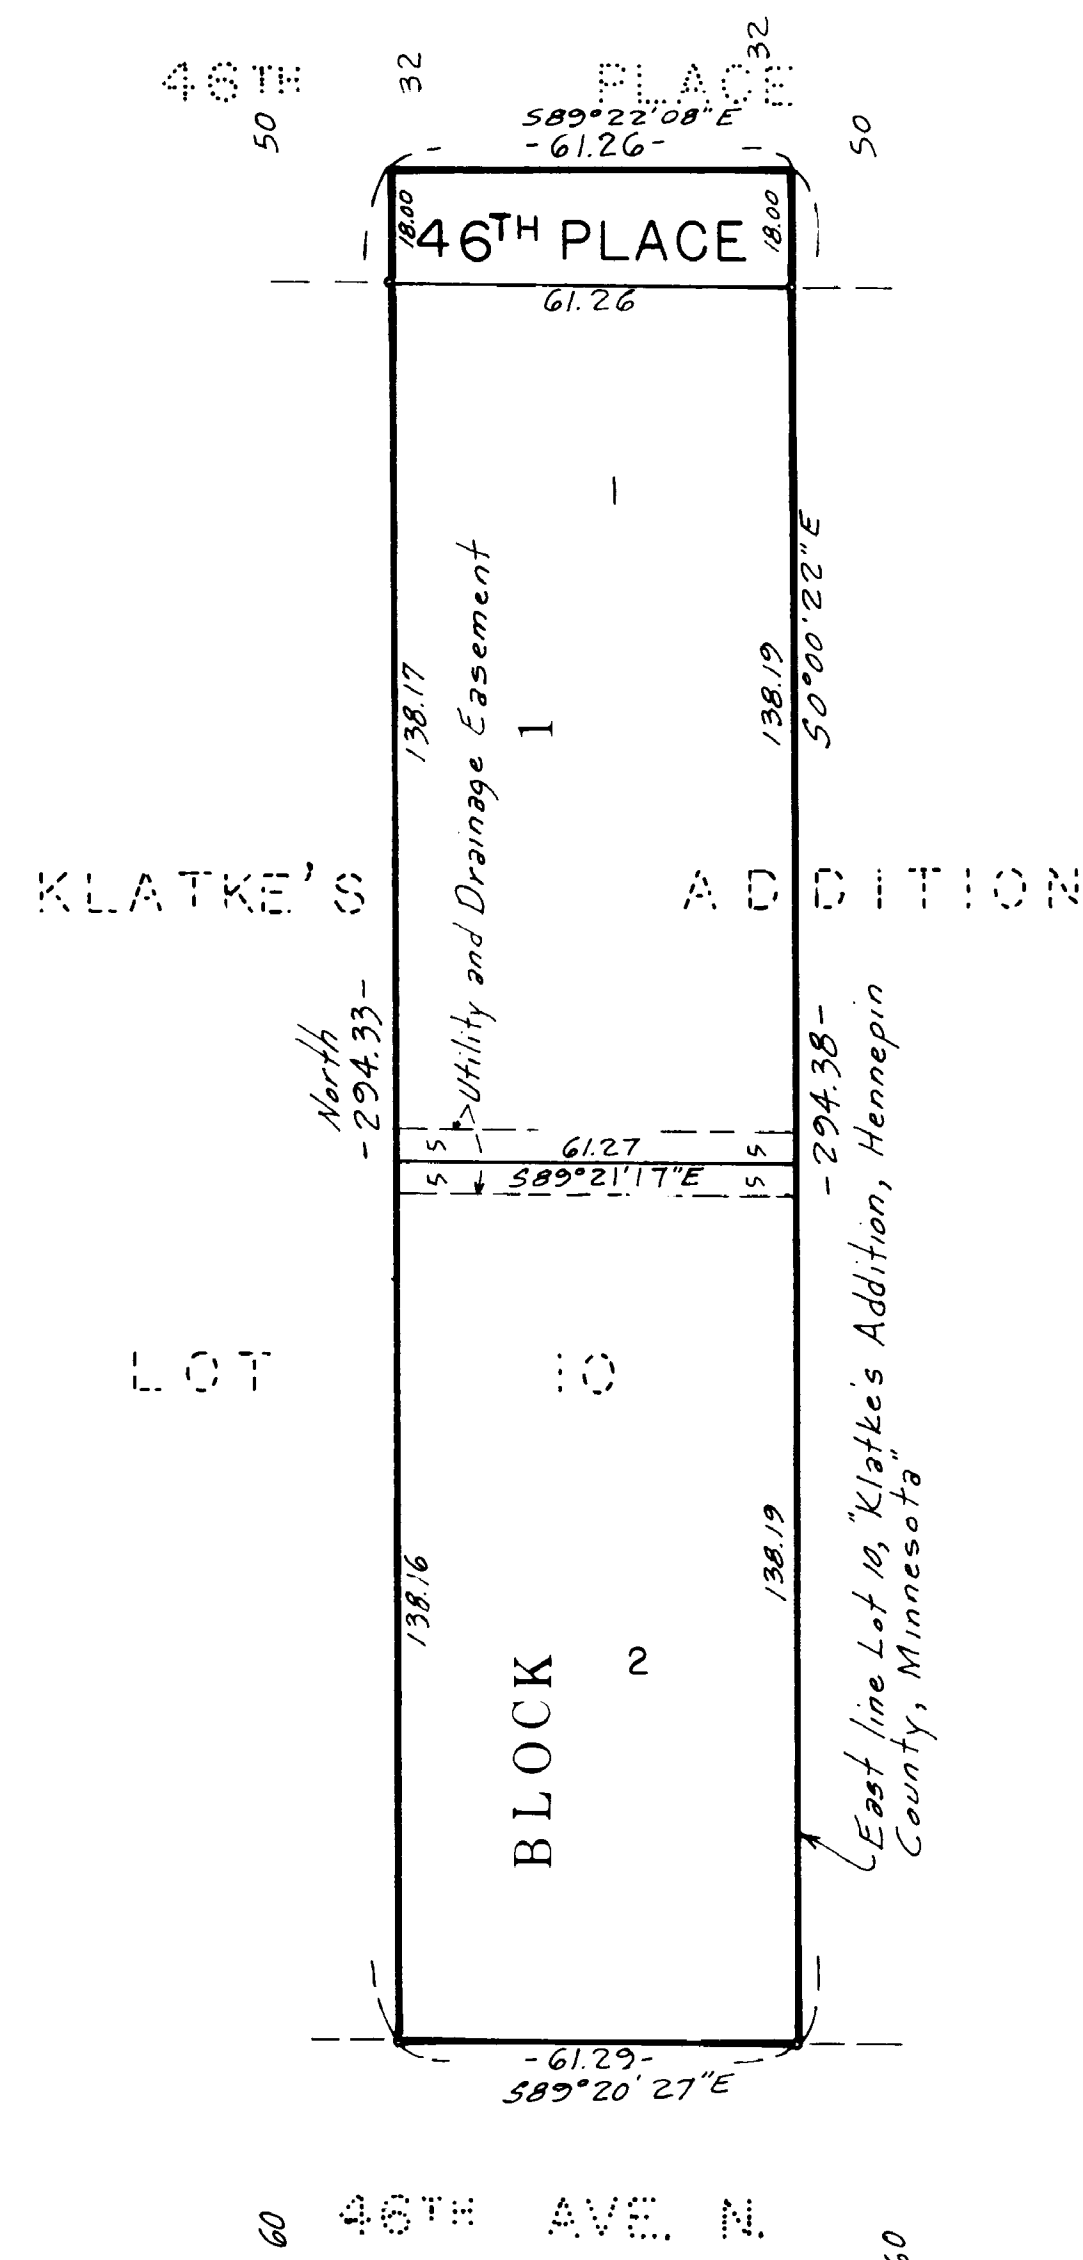 46TH PLACE
32
32
50
50
S89°22'08"E
-61.26-
18.00
18.00
46TH PLACE
61.26
1
138.17
Utility and Drainage Easement
1
138.19
S0°00'22"E
KLATKE'S ADDITION
North
-294.33-
-294.38-
5
61.27
5
5
S89°21'17"E
5
LOT 10
138.16
138.19
BLOCK
2
East line Lot 10, "Klatke's Addition, Hennepin
County, Minnesota"
-61.29-
S89°20'27"E
46TH AVE. N.
60
60